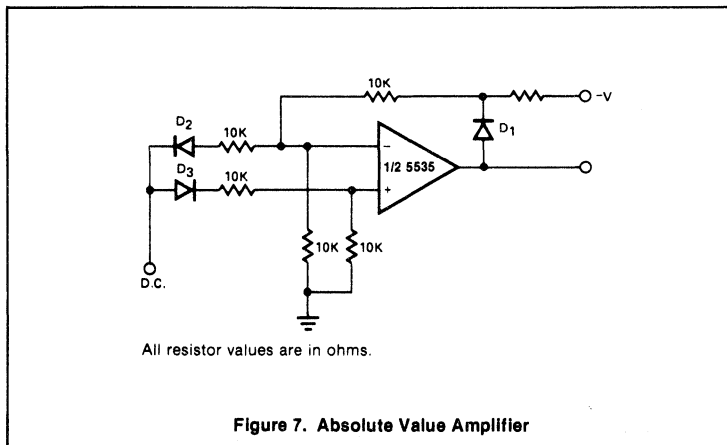 10K
-V
D2
10K
D1
D3
10K
−
1/2 5535
+
10K
10K
D.C.
All resistor values are in ohms.
Figure 7. Absolute Value Amplifier